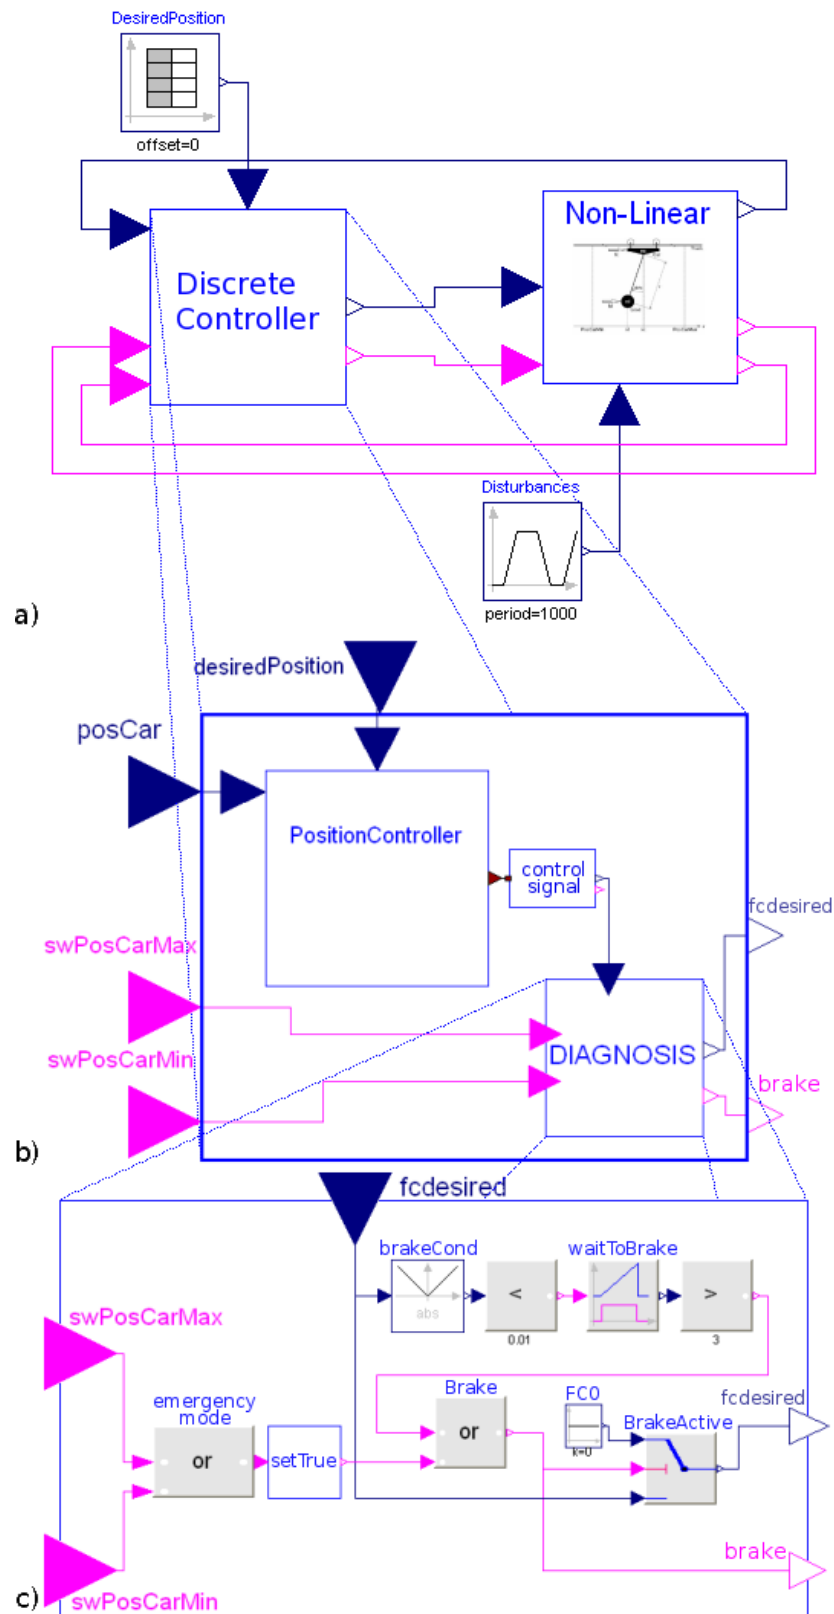 DesiredPosition
offset=0
Non-Linear
Discrete
Controller
Disturbances
period=1000
a)
desiredPosition
posCar
PositionController
control
signal
fcdesired
swPosCarMax
DIAGNOSIS
swPosCarMin
brake
b)
fcdesired
brakeCond
waitToBrake
abs
<
>
0.01
3
swPosCarMax
emergency
mode
Brake
FC0
fcdesired
BrakeActive
or
setTrue
or
k=0
brake
c)
swPosCarMin